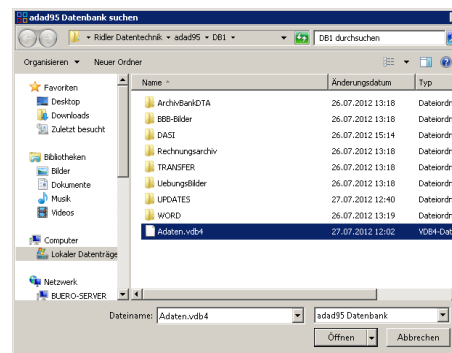 adad95 Datenbank suchen
Ridler Datentechnik adad95 DB1
DB1 durchsuchen
Organisieren Neuer Ordner
Name Änderungsdatum Typ
Favoriten
Desktop
Downloads
Zuletzt besucht
Bibliotheken
Bilder
Dokumente
Musik
Videos
Computer
Lokaler Datenträge
Netzwerk
BUERO-SERVER
ArchivBankDTA 26.07.2012 13:18 Dateiordn
BBB-Bilder 26.07.2012 13:18 Dateiordn
DASI 26.07.2012 15:14 Dateiordn
Rechnungsarchiv 26.07.2012 13:18 Dateiordn
TRANSFER 26.07.2012 13:18 Dateiordn
UebungsBilder 26.07.2012 13:18 Dateiordn
UPDATES 27.07.2012 12:40 Dateiordn
WORD 26.07.2012 13:19 Dateiordn
Adaten.vdb4 27.07.2012 12:02 VDB4-Dat
Dateiname: Adaten.vdb4
adad95 Datenbank
Öffnen Abbrechen